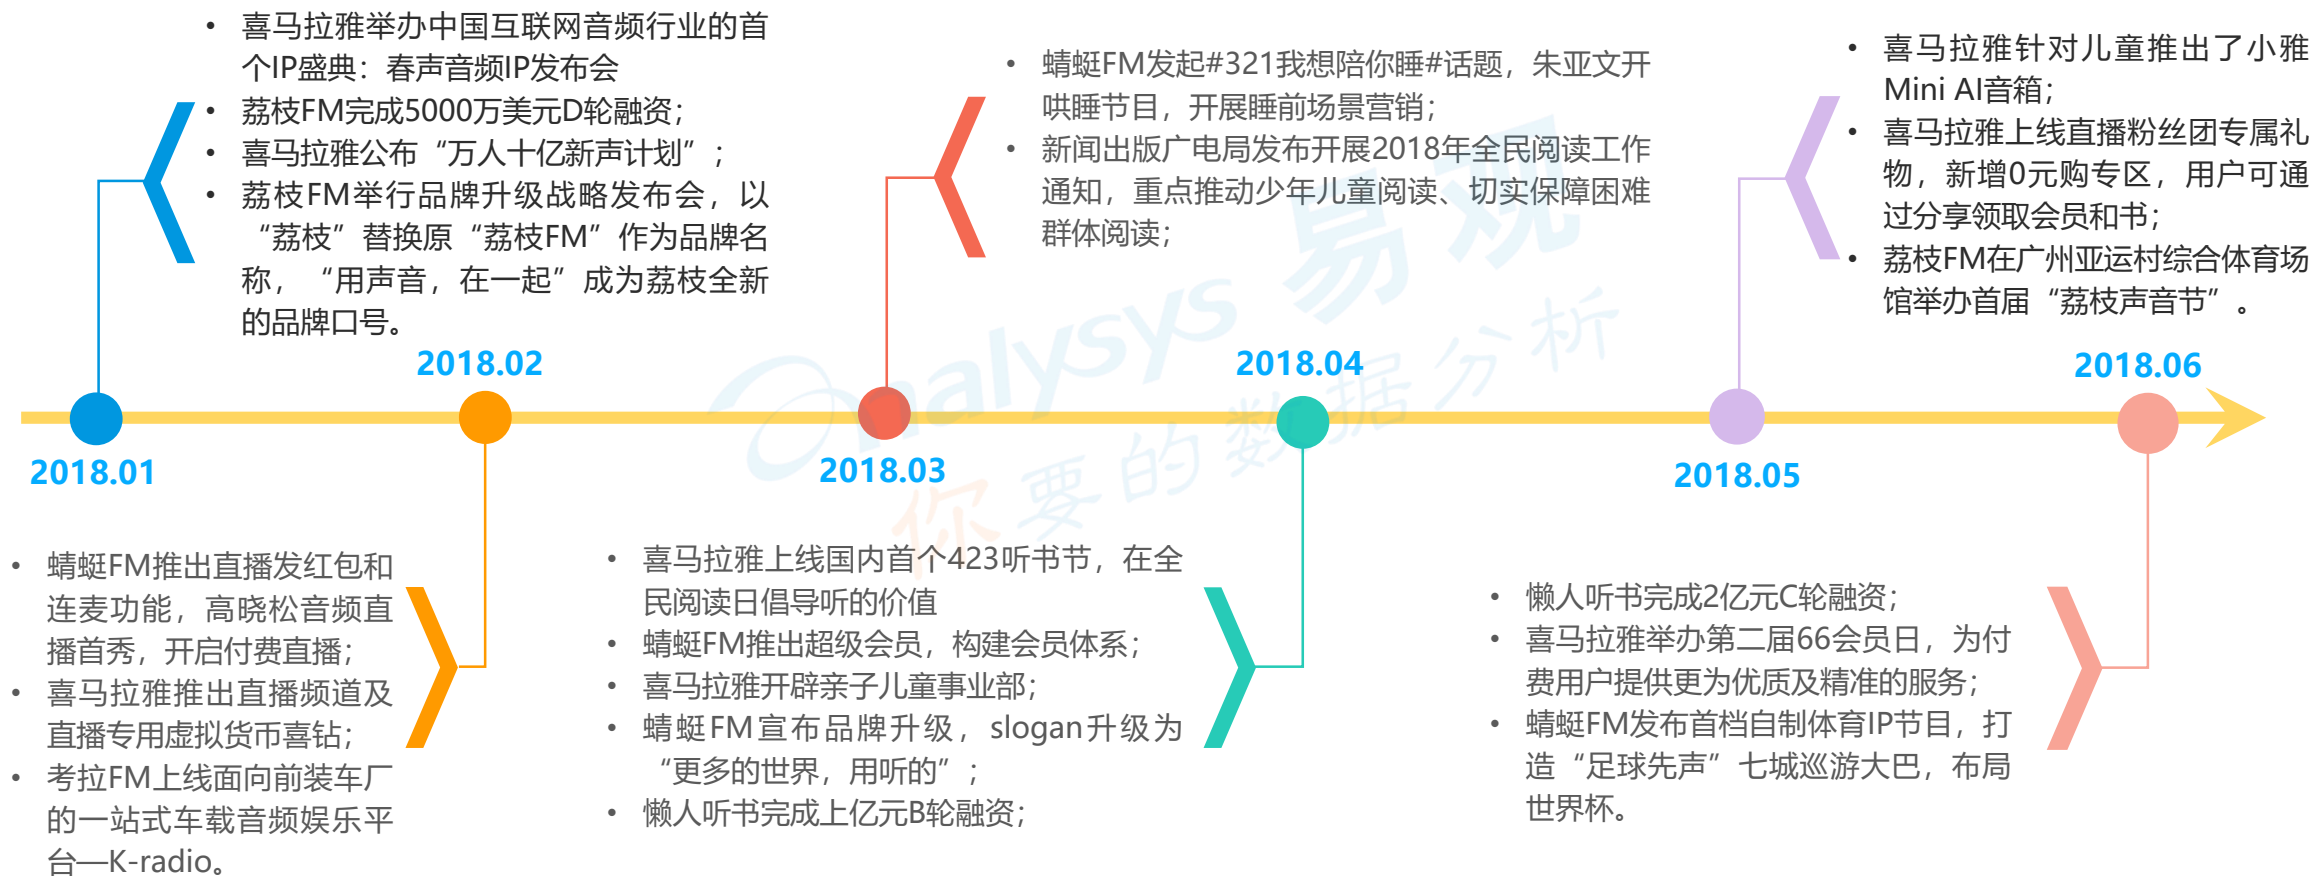 • 喜马拉雅举办中国互联网音频行业的首
个IP盛典：春声音频IP发布会
• 荔枝FM完成5000万美元D轮融资；
• 喜马拉雅公布“万人十亿新声计划”；
• 荔枝FM举行品牌升级战略发布会，以
“荔枝”替换原“荔枝FM”作为品牌名
称，“用声音，在一起”成为荔枝全新
的品牌口号。
• 蜻蜓FM发起#321我想陪你睡#话题，朱亚文开
哄睡节目，开展睡前场景营销；
• 新闻出版广电局发布开展2018年全民阅读工作
通知，重点推动少年儿童阅读、切实保障困难
群体阅读；
• 喜马拉雅针对儿童推出了小雅
Mini AI音箱；
• 喜马拉雅上线直播粉丝团专属礼
物，新增0元购专区，用户可通
过分享领取会员和书；
• 荔枝FM在广州亚运村综合体育场
馆举办首届“荔枝声音节”。
2018.02
2018.04
2018.06
2018.01
2018.03
2018.05
nalysys 易观
你要的数据分析
• 蜻蜓FM推出直播发红包和
连麦功能，高晓松音频直
播首秀，开启付费直播；
• 喜马拉雅推出直播频道及
直播专用虚拟货币喜钻；
• 考拉FM上线面向前装车厂
的一站式车载音频娱乐平
台—K-radio。
• 喜马拉雅上线国内首个423听书节，在全
民阅读日倡导听的价值
• 蜻蜓FM推出超级会员，构建会员体系；
• 喜马拉雅开辟亲子儿童事业部；
• 蜻蜓FM宣布品牌升级，slogan升级为
“更多的世界，用听的”；
• 懒人听书完成上亿元B轮融资；
• 懒人听书完成2亿元C轮融资；
• 喜马拉雅举办第二届66会员日，为付
费用户提供更为优质及精准的服务；
• 蜻蜓FM发布首档自制体育IP节目，打
造“足球先声”七城巡游大巴，布局
世界杯。